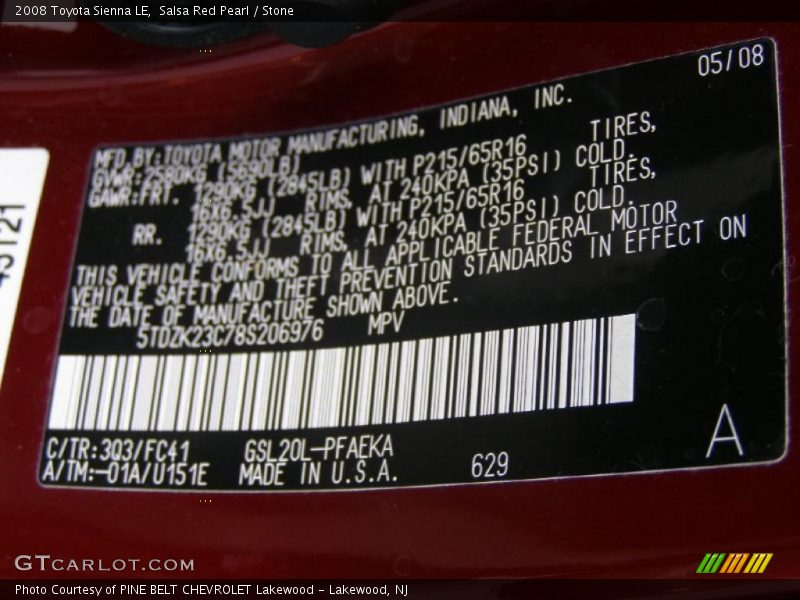 2008 Toyota Sienna LE, Salsa Red Pearl / Stone
05/08
MFD.BY:TOYOTA MOTOR MANUFACTURING, INDIANA, INC.
GVWR:2580KG (5690LB)
GAWR:FRT. 1290KG (2845LB) WITH P215/65R16 TIRES,
16X6.5JJ RIMS, AT 240KPA (35PSI) COLD.
RR. 1290KG (2845LB) WITH P215/65R16 TIRES,
16X6.5JJ RIMS, AT 240KPA (35PSI) COLD.
THIS VEHICLE CONFORMS TO ALL APPLICABLE FEDERAL MOTOR
VEHICLE SAFETY AND THEFT PREVENTION STANDARDS IN EFFECT ON
THE DATE OF MANUFACTURE SHOWN ABOVE.
5TDZK23C78S206976 MPV
C/TR:3Q3/FC41 GSL20L-PFAEKA
A/TM:-01A/U151E MADE IN U.S.A. 629
A
GTCARLOT.COM
Photo Courtesy of PINE BELT CHEVROLET Lakewood - Lakewood, NJ